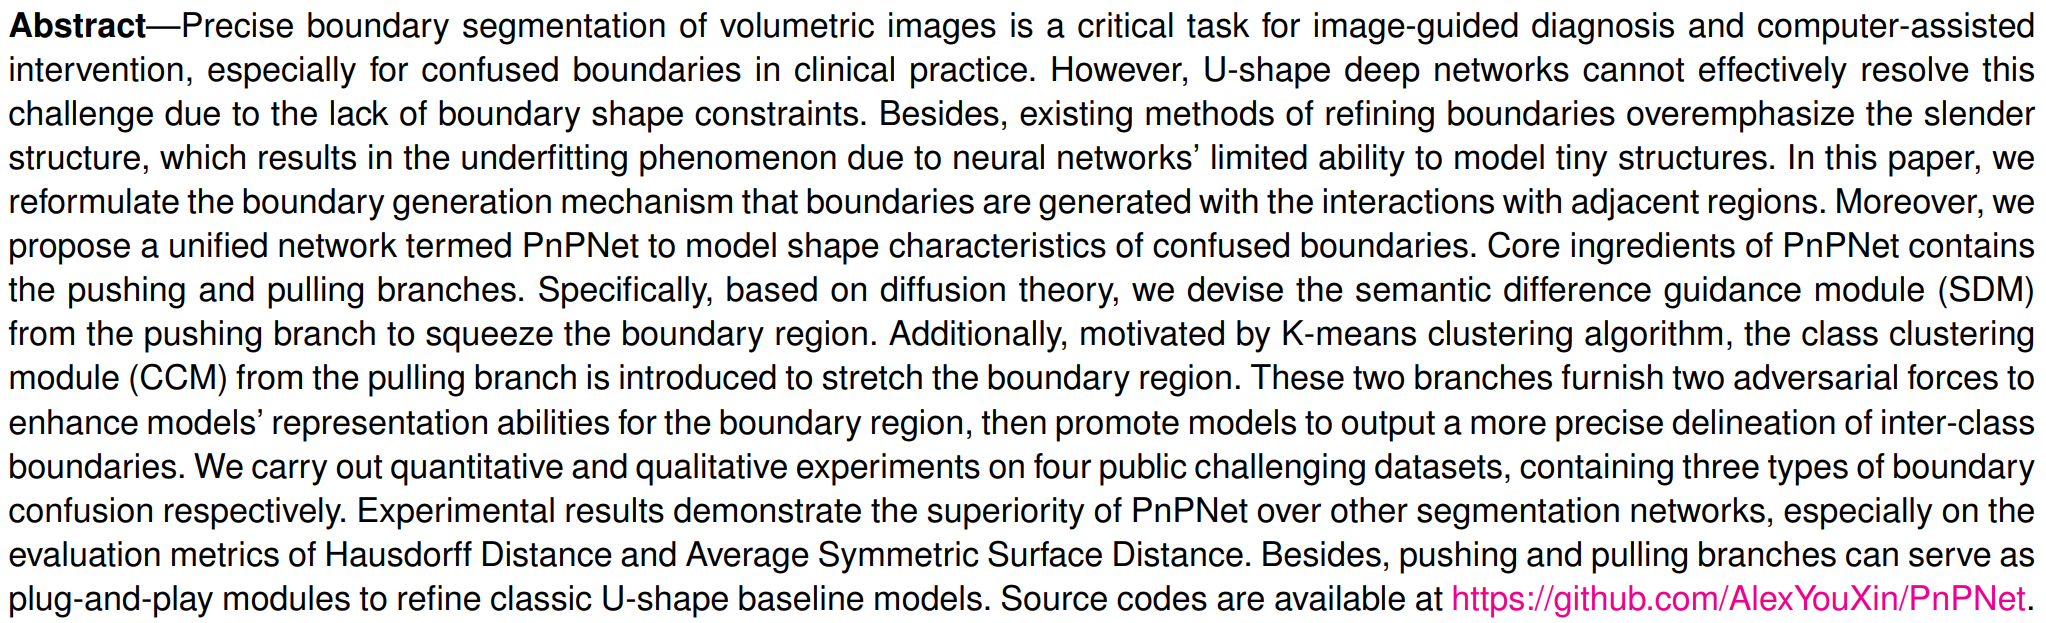 Abstract—Precise boundary segmentation of volumetric images is a critical task for image-guided diagnosis and computer-assisted
intervention, especially for confused boundaries in clinical practice. However, U-shape deep networks cannot effectively resolve this
challenge due to the lack of boundary shape constraints. Besides, existing methods of refining boundaries overemphasize the slender
structure, which results in the underfitting phenomenon due to neural networks’ limited ability to model tiny structures. In this paper, we
reformulate the boundary generation mechanism that boundaries are generated with the interactions with adjacent regions. Moreover, we
propose a unified network termed PnPNet to model shape characteristics of confused boundaries. Core ingredients of PnPNet contains
the pushing and pulling branches. Specifically, based on diffusion theory, we devise the semantic difference guidance module (SDM)
from the pushing branch to squeeze the boundary region. Additionally, motivated by K-means clustering algorithm, the class clustering
module (CCM) from the pulling branch is introduced to stretch the boundary region. These two branches furnish two adversarial forces to
enhance models’ representation abilities for the boundary region, then promote models to output a more precise delineation of inter-class
boundaries. We carry out quantitative and qualitative experiments on four public challenging datasets, containing three types of boundary
confusion respectively. Experimental results demonstrate the superiority of PnPNet over other segmentation networks, especially on the
evaluation metrics of Hausdorff Distance and Average Symmetric Surface Distance. Besides, pushing and pulling branches can serve as
plug-and-play modules to refine classic U-shape baseline models. Source codes are available at https://github.com/AlexYouXin/PnPNet.